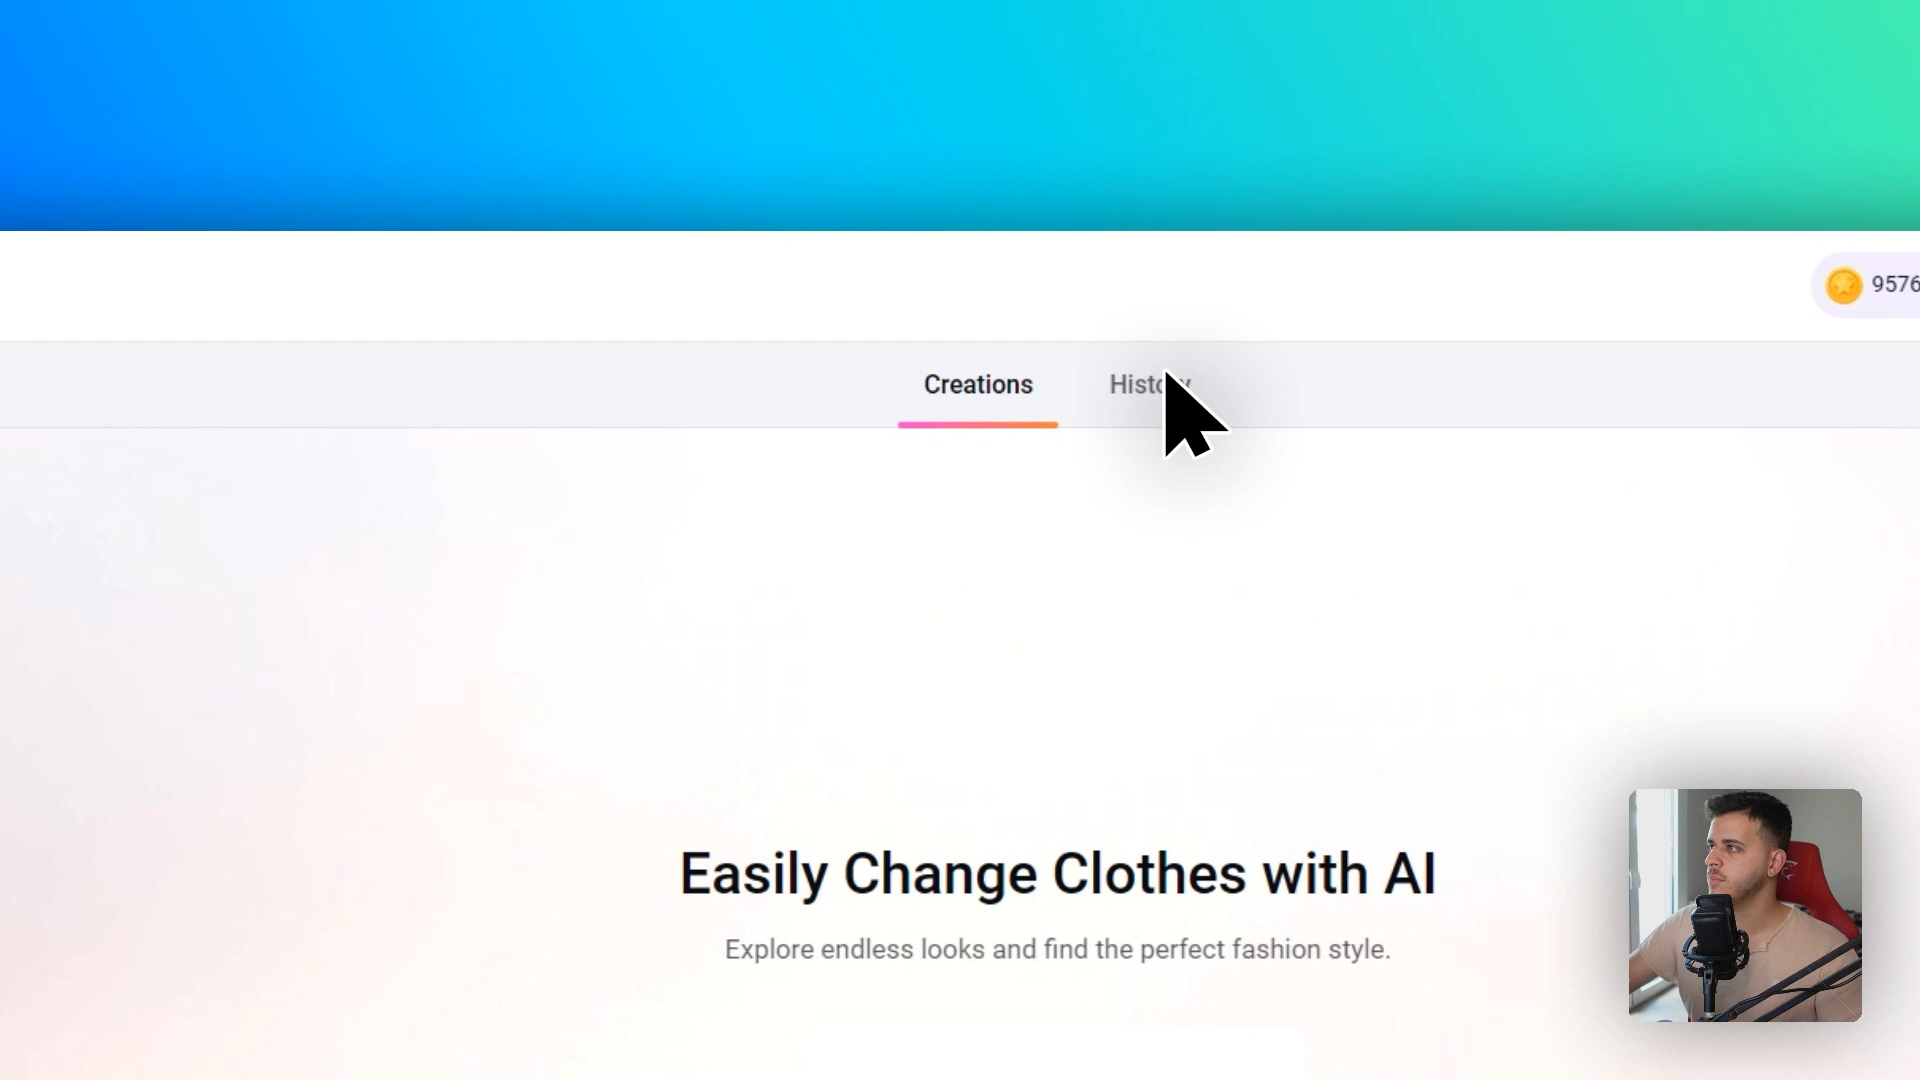 9576
Creations
Easily Change Clothes with AI
Explore endless looks and find the perfect fashion style.